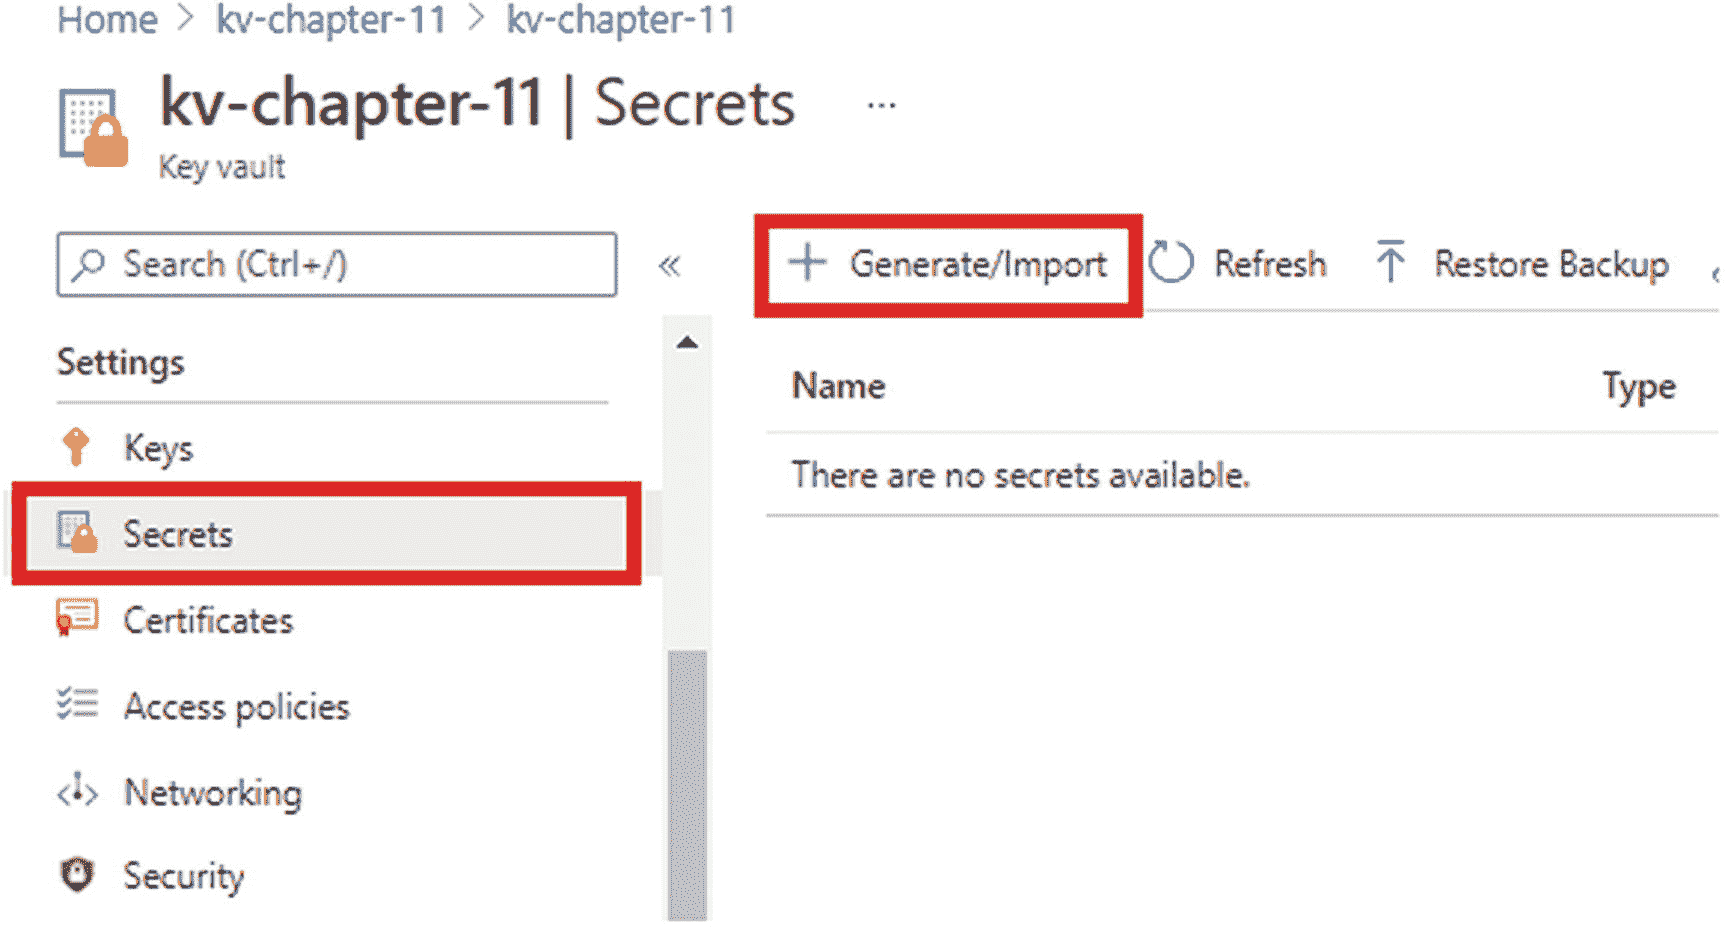 Home > kv-chapter-11 > kv-chapter-11
kv-chapter-11 | Secrets ...
Key vault
Search (Ctrl+/) «
Generate/Import Refresh Restore Backup
Settings
Keys
Secrets
Certificates
Access policies
Networking
Security
Name Type
There are no secrets available.